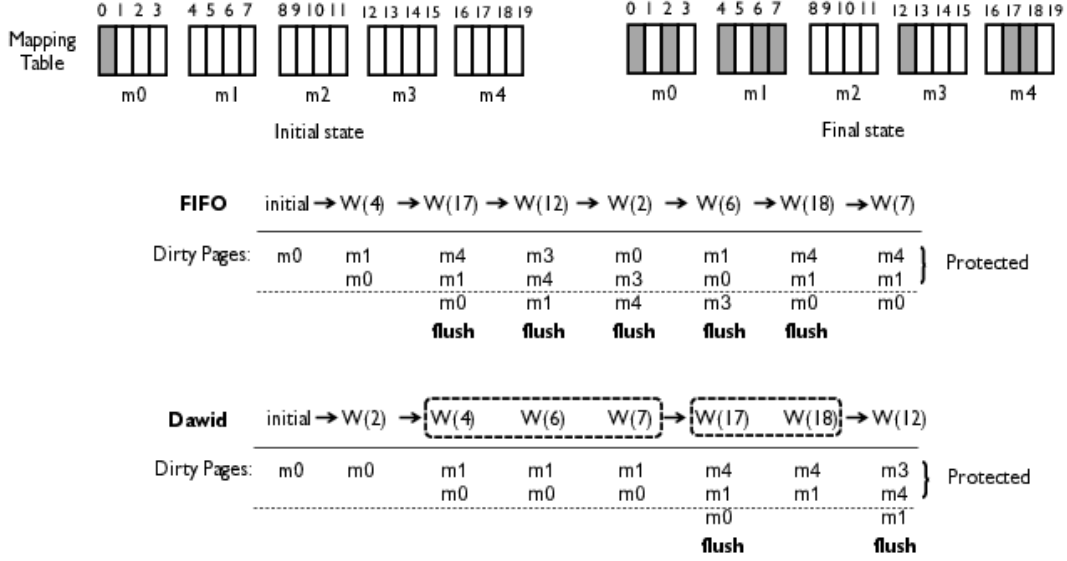 0 1 2 3 4 5 6 7 8 9 10 11 12 13 14 15 16 17 18 19 0 1 2 3 4 5 6 7 8 9 10 11 12 13 14 15 16 17 18 19
Mapping
Table
m0 m1 m2 m3 m4 m0 m1 m2 m3 m4
Initial state Final state
FIFO initial → W(4) → W(17) → W(12) → W(2) → W(6) → W(18) → W(7)
Dirty Pages: m0 m1 m4 m3 m0 m1 m4 m4
Protected
m0 m1 m4 m3 m0 m1 m1
m0 m1 m4 m3 m0 m0
flush flush flush flush flush
Dawid initial → W(2) → W(4) W(6) W(7) → W(17) W(18) → W(12)
Dirty Pages: m0 m0 m1 m1 m1 m4 m4 m3
Protected
m0 m0 m0 m1 m1 m4
m0 m1
flush flush